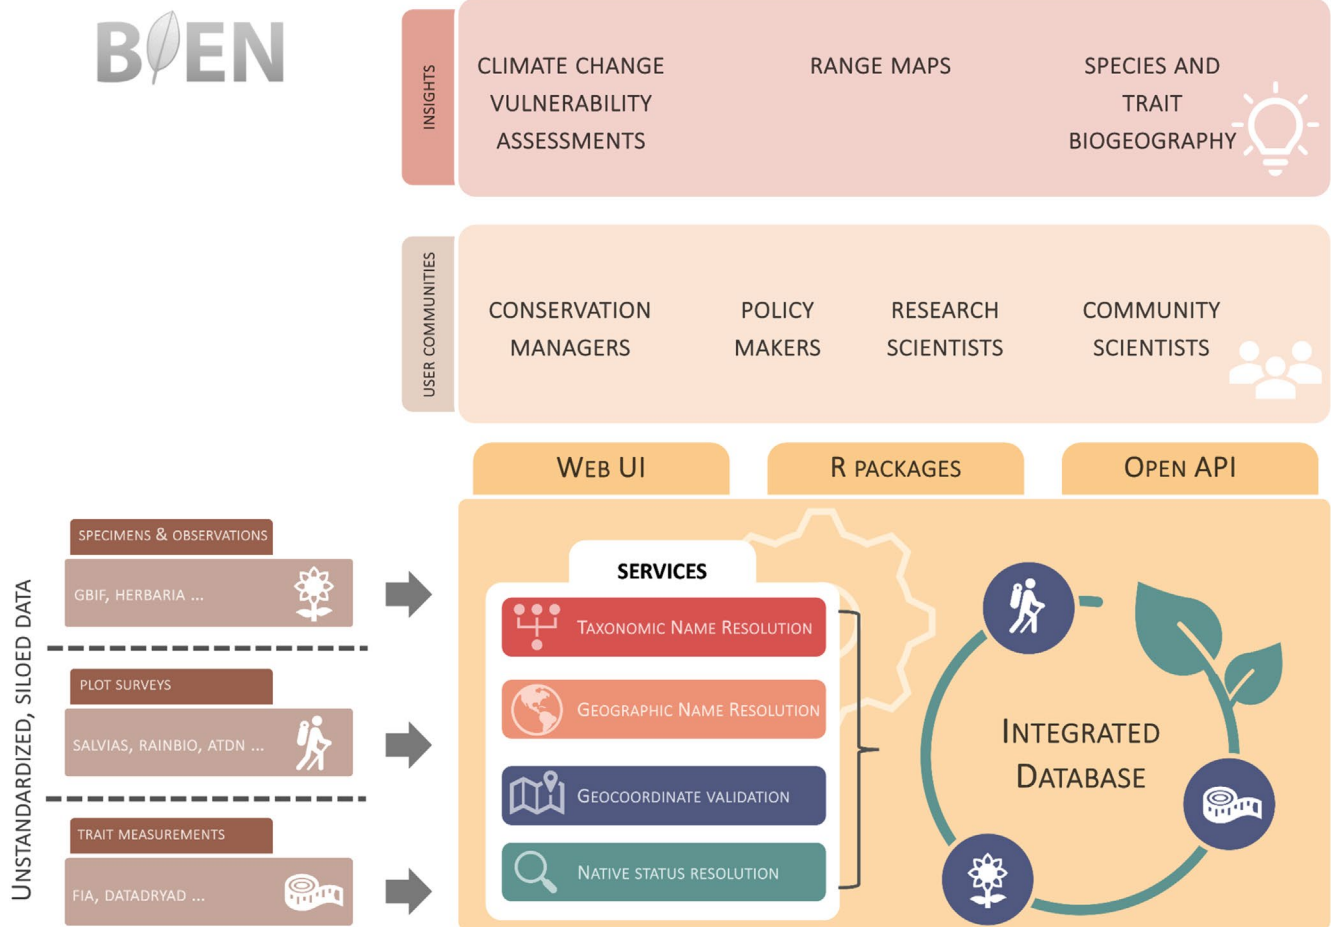 BIEN
INSIGHTS
CLIMATE CHANGE
VULNERABILITY
ASSESSMENTS
RANGE MAPS
SPECIES AND
TRAIT
BIOGEOGRAPHY
USER COMMUNITIES
CONSERVATION
MANAGERS
POLICY
MAKERS
RESEARCH
SCIENTISTS
COMMUNITY
SCIENTISTS
WEB UI
R PACKAGES
OPEN API
UNSTANDARDIZED, SILOED DATA
SPECIMENS & OBSERVATIONS
GBIF, HERBARIA ...
PLOT SURVEYS
SALVIAS, RAINBIO, ATDN ...
TRAIT MEASUREMENTS
FIA, DATADRYAD ...
SERVICES
TAXONOMIC NAME RESOLUTION
GEOGRAPHIC NAME RESOLUTION
GEOCOORDINATE VALIDATION
NATIVE STATUS RESOLUTION
INTEGRATED
DATABASE